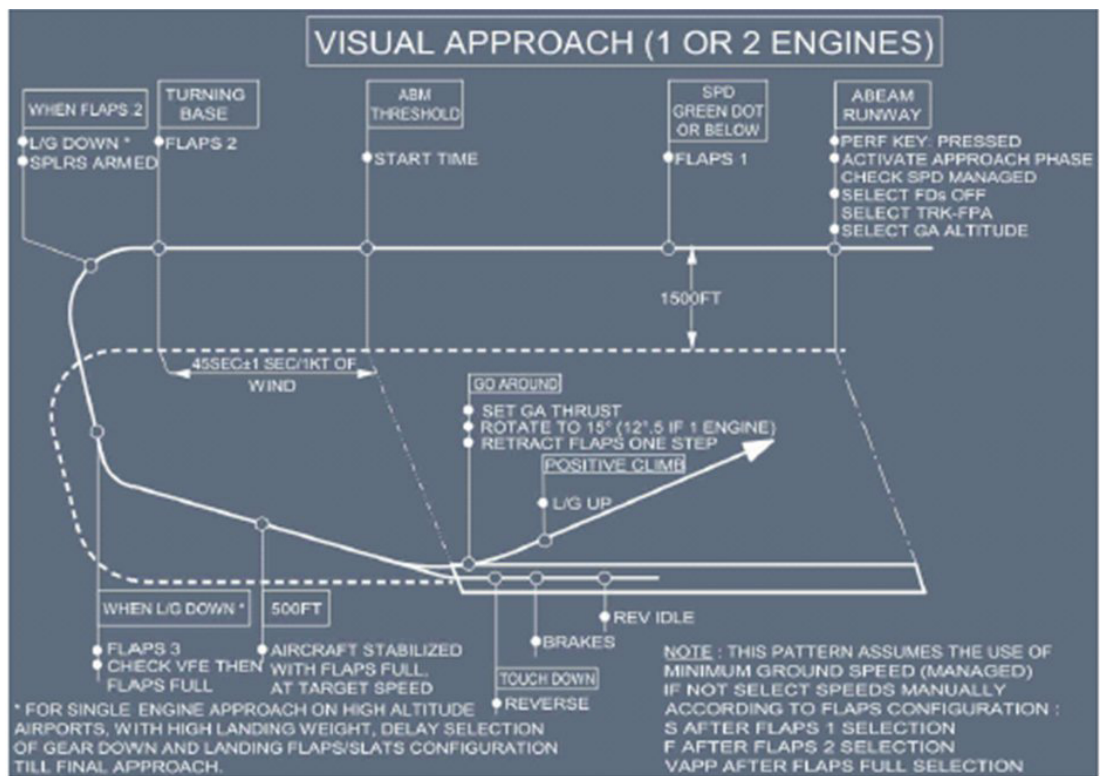 VISUAL APPROACH (1 OR 2 ENGINES)
WHEN FLAPS 2
L/G DOWN *
SPLRS ARMED
TURNING
BASE
FLAPS 2
ABM
THRESHOLD
START TIME
SPD
GREEN DOT
OR BELOW
FLAPS 1
ABEAM
RUNWAY
PERF KEY: PRESSED
ACTIVATE APPROACH PHASE
CHECK SPD MANAGED
SELECT FDs OFF
SELECT TRK-FPA
SELECT GA ALTITUDE
1500FT
45SEC±1 SEC/1KT OF
WIND
GO AROUND
SET GA THRUST
ROTATE TO 15° (12°.5 IF 1 ENGINE)
RETRACT FLAPS ONE STEP
POSITIVE CLIMB
L/G UP
WHEN L/G DOWN *
FLAPS 3
CHECK VFE THEN
FLAPS FULL
500FT
AIRCRAFT STABILIZED
WITH FLAPS FULL.
AT TARGET SPEED
REV IDLE
BRAKES
TOUCH DOWN
REVERSE
* FOR SINGLE ENGINE APPROACH ON HIGH ALTITUDE
AIRPORTS, WITH HIGH LANDING WEIGHT, DELAY SELECTION
OF GEAR DOWN AND LANDING FLAPS/SLATS CONFIGURATION
TILL FINAL APPROACH.
NOTE : THIS PATTERN ASSUMES THE USE OF
MINIMUM GROUND SPEED (MANAGED)
IF NOT SELECT SPEEDS MANUALLY
ACCORDING TO FLAPS CONFIGURATION :
S AFTER FLAPS 1 SELECTION
F AFTER FLAPS 2 SELECTION
VAPP AFTER FLAPS FULL SELECTION